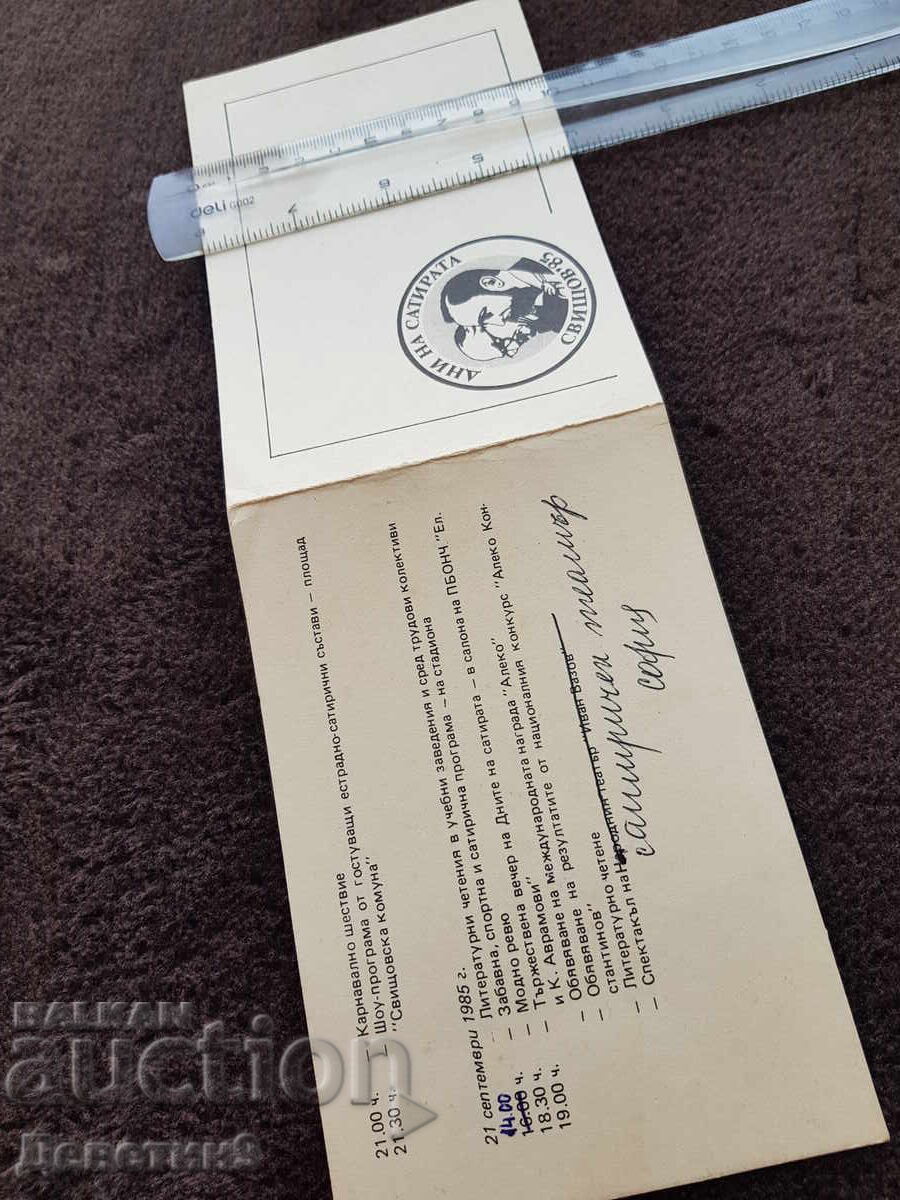 ДНИ НА САТИРАТА
СВИЩОВ'85
21.00 ч. — Карнавално шествие
21.30 ч. — Шоу-програма от гостуващи естрадно-сатирични състави — площад
"Свищовска комуна"
21 септември 1985 г.
— Литературни четения в учебни заведения и сред трудови колективи
14.00
— Забавна, спортна и сатирична програма — на стадиона
16.00 ч. — Модно ревю
18.30 ч. — Тържествена вечер на Дните на сатирата — в салона на ПБОНЧ "Ел.
и К. Аврамови"
19.00 ч. — Обявяване на международната награда "Алеко"
— Обявяване на резултатите от националния конкурс "Алеко Кон-
стантинов"
— Литературно четене
— Спектакъл на Народния театър "Иван Вазов"
сатиричен театър
софия
deli G002
BALKAN
auction
Деветик9